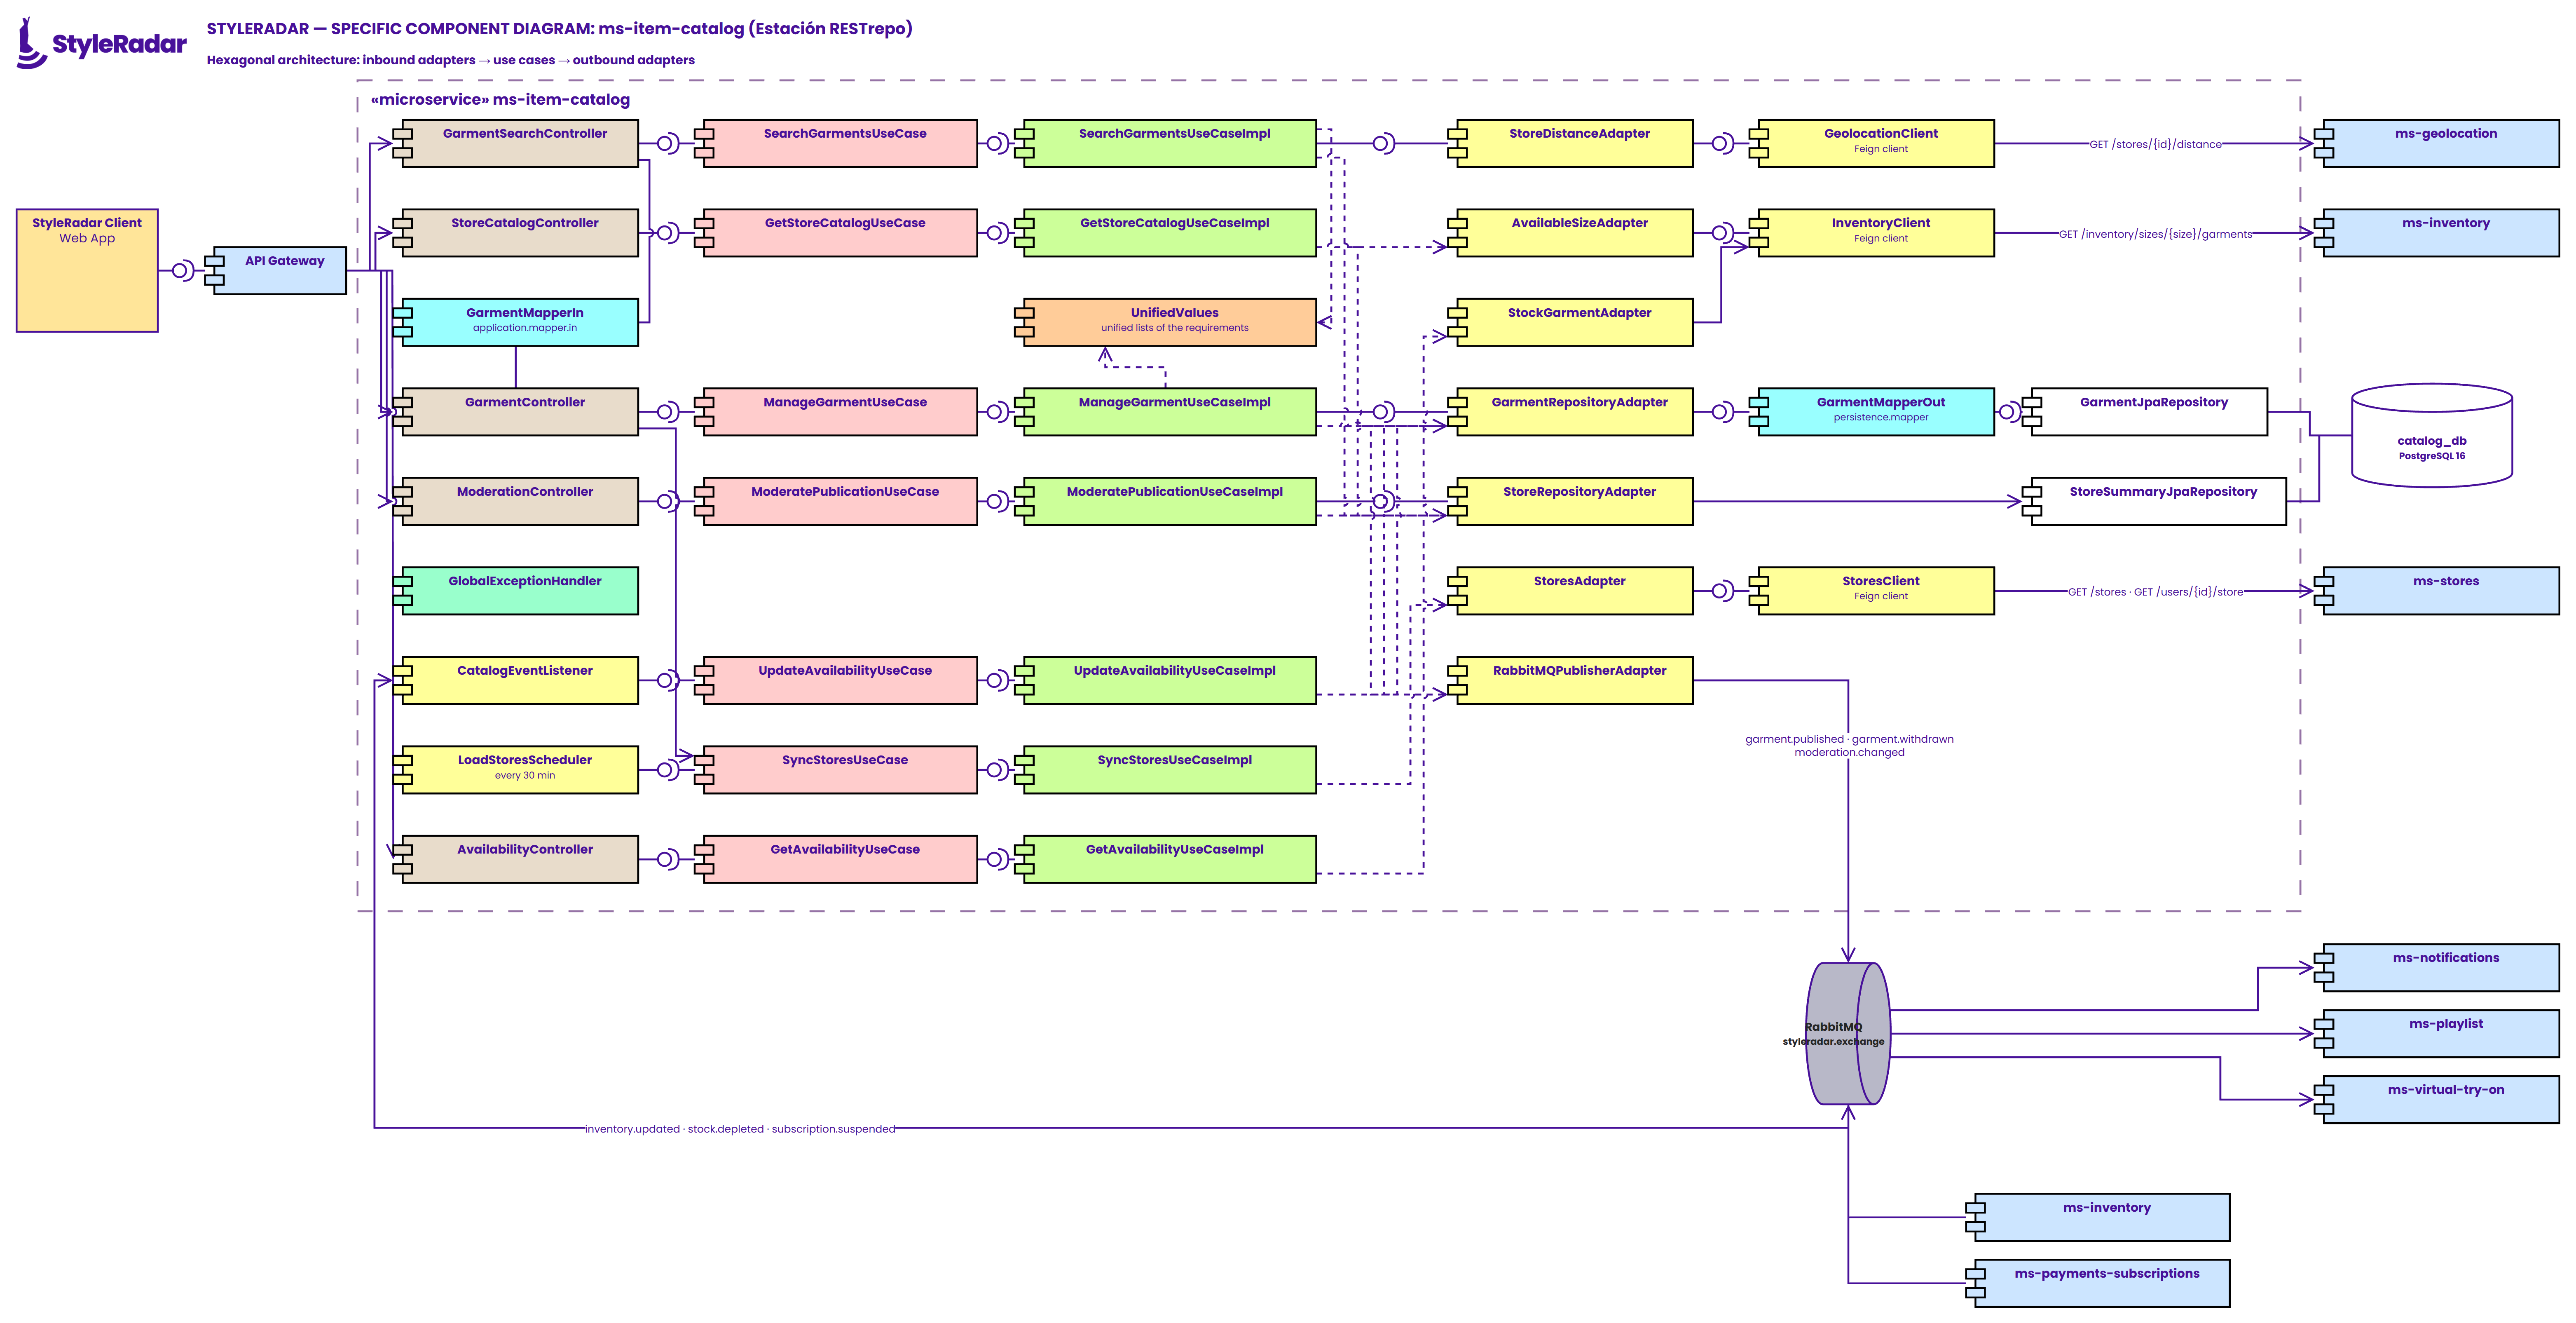 StyleRadar
STYLERADAR — SPECIFIC COMPONENT DIAGRAM: ms-item-catalog (Estación RESTrepo)
Hexagonal architecture: inbound adapters → use cases → outbound adapters
«microservice» ms-item-catalog
GarmentSearchController
SearchGarmentsUseCase
SearchGarmentsUseCaseImpl
StoreDistanceAdapter
GeolocationClient
Feign client
GET /stores/{id}/distance
ms-geolocation
StyleRadar Client
Web App
API Gateway
StoreCatalogController
GetStoreCatalogUseCase
GetStoreCatalogUseCaseImpl
AvailableSizeAdapter
InventoryClient
Feign client
GET /inventory/sizes/{size}/garments
ms-inventory
GarmentMapperIn
application.mapper.in
UnifiedValues
unified lists of the requirements
StockGarmentAdapter
GarmentController
ManageGarmentUseCase
ManageGarmentUseCaseImpl
GarmentRepositoryAdapter
GarmentMapperOut
persistence.mapper
GarmentJpaRepository
catalog_db
PostgreSQL 16
ModerationController
ModeratePublicationUseCase
ModeratePublicationUseCaseImpl
StoreRepositoryAdapter
StoreSummaryJpaRepository
GlobalExceptionHandler
StoresAdapter
StoresClient
Feign client
GET /stores · GET /users/{id}/store
ms-stores
CatalogEventListener
UpdateAvailabilityUseCase
UpdateAvailabilityUseCaseImpl
RabbitMQPublisherAdapter
garment.published · garment.withdrawn
moderation.changed
LoadStoresScheduler
every 30 min
SyncStoresUseCase
SyncStoresUseCaseImpl
AvailabilityController
GetAvailabilityUseCase
GetAvailabilityUseCaseImpl
ms-notifications
RabbitMQ
styleradar.exchange
ms-playlist
ms-virtual-try-on
inventory.updated · stock.depleted · subscription.suspended
ms-inventory
ms-payments-subscriptions